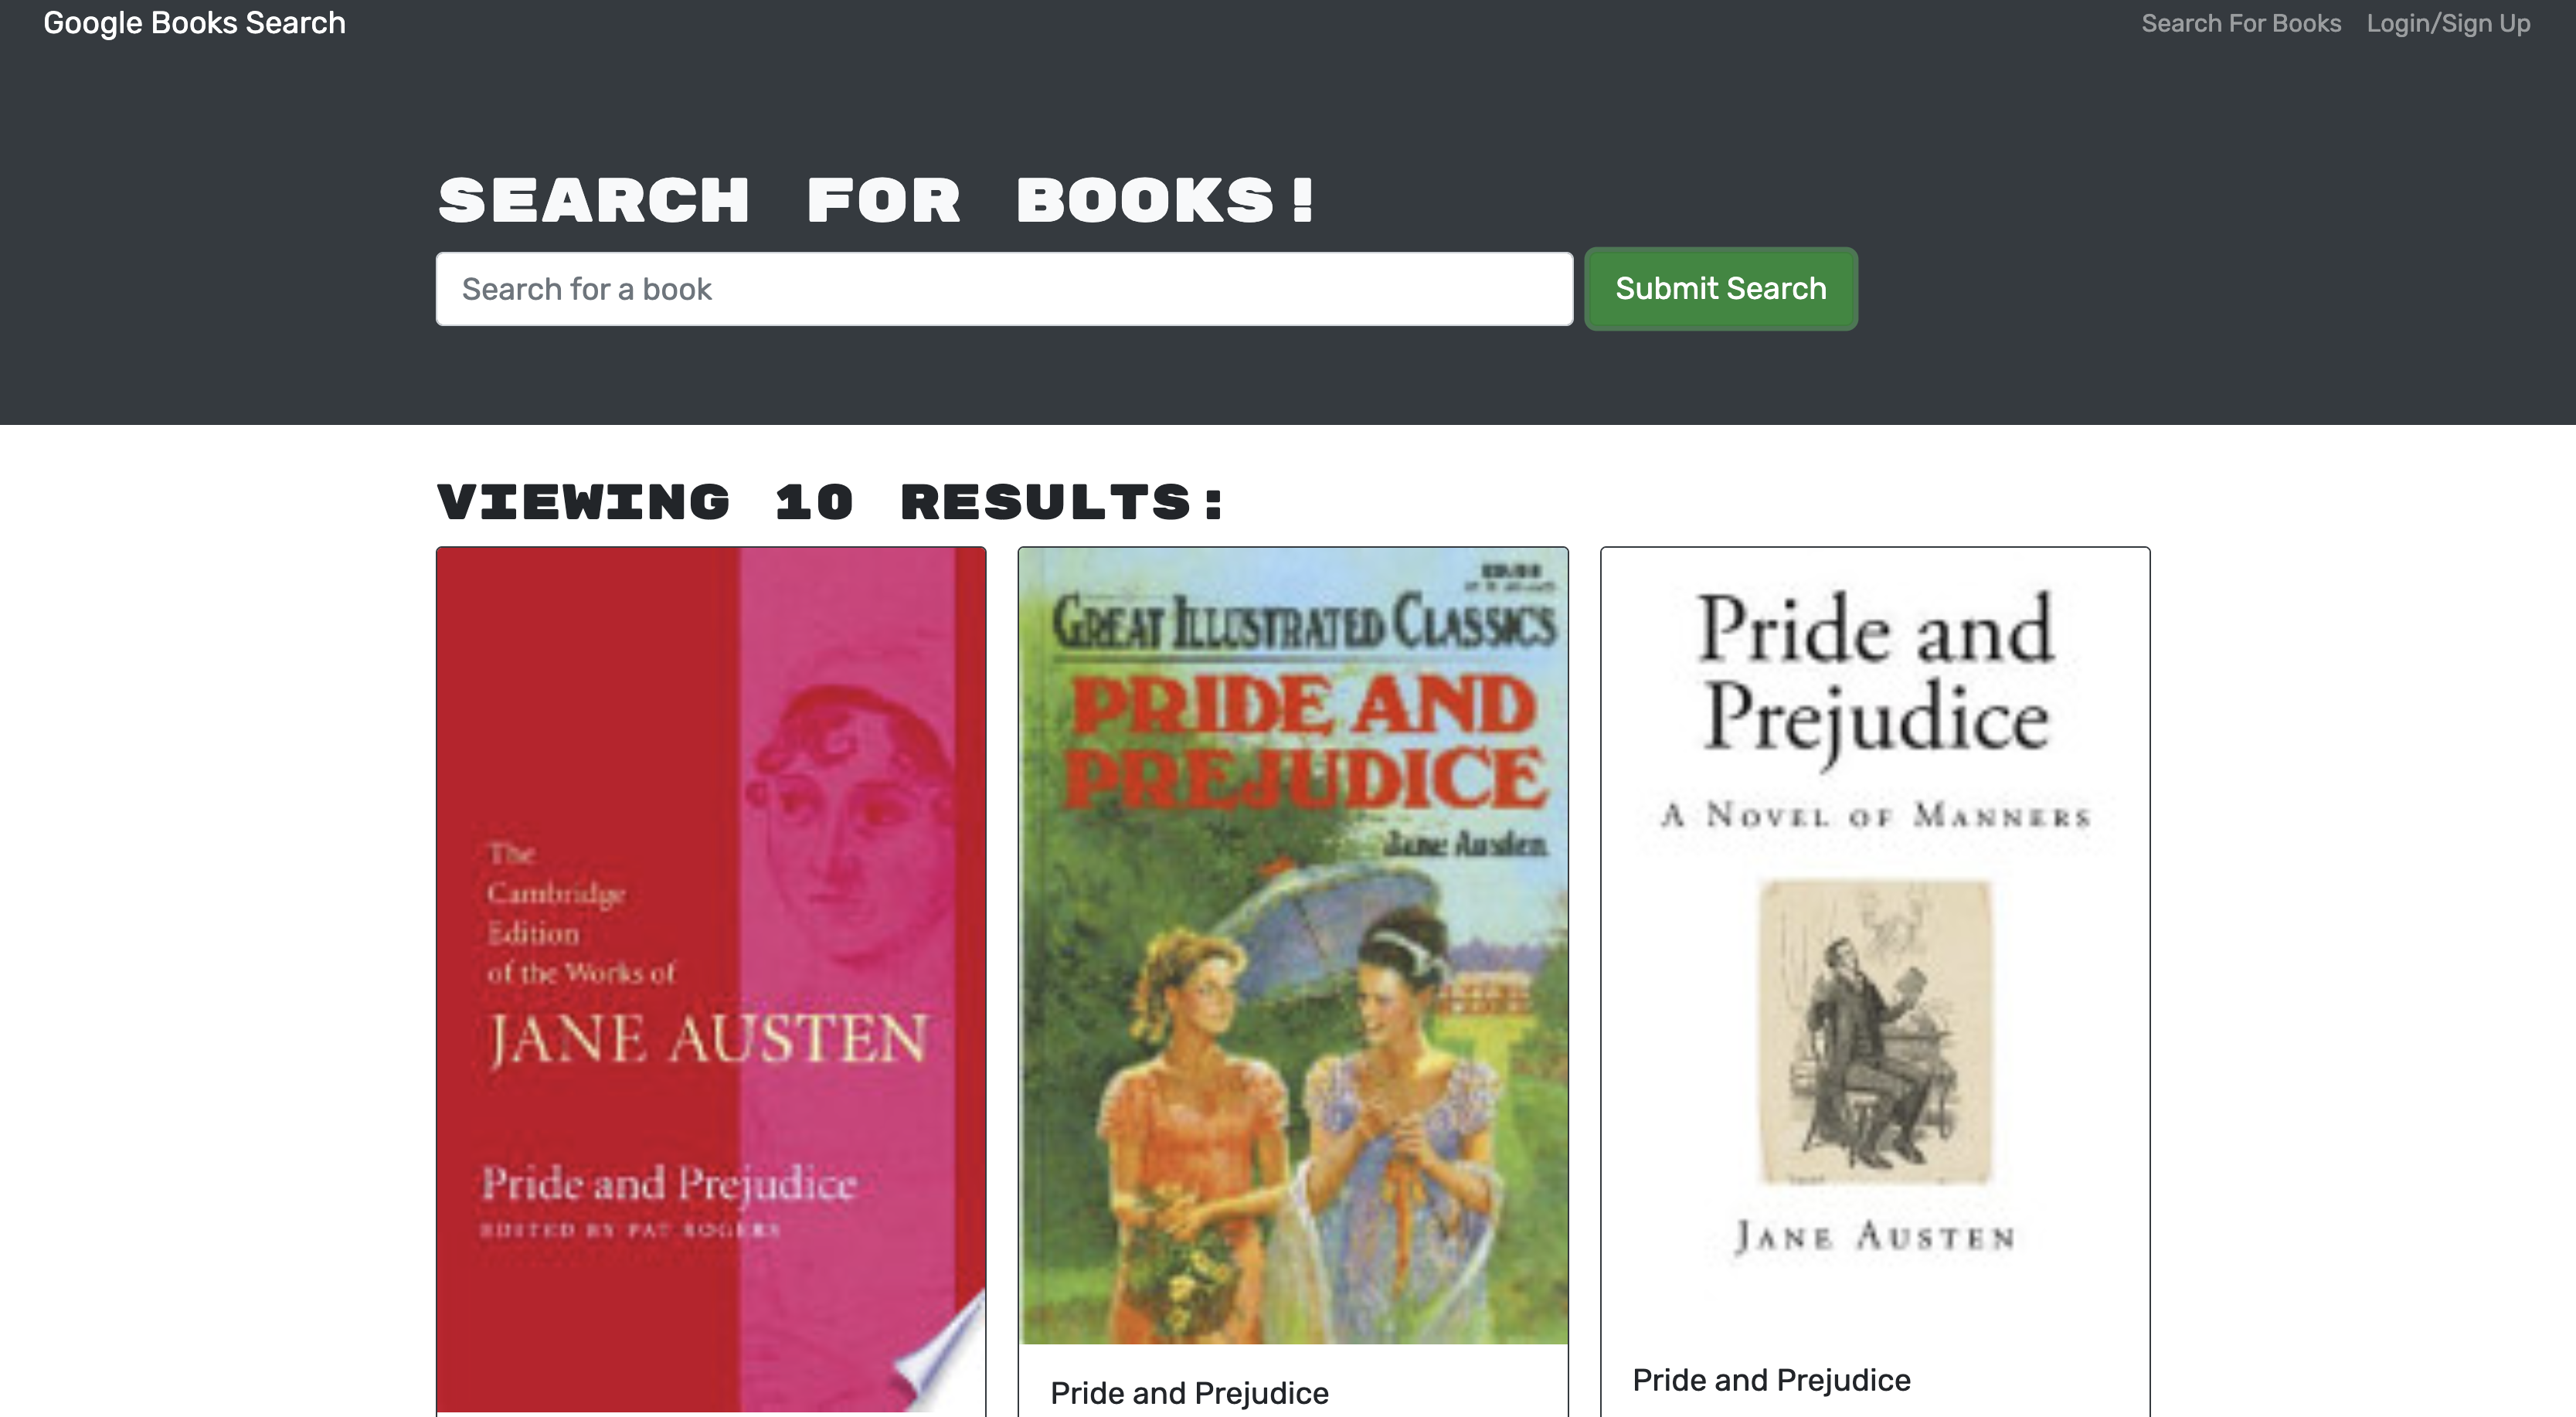 Google Books Search
Search For Books
Login/Sign Up
SEARCH FOR BOOKS!
Search for a book
Submit Search
VIEWING 10 RESULTS:
The
Cambridge
Edition
of the Works of
JANE AUSTEN
Pride and Prejudice
EDITED BY PAT ROGERS
GREAT ILLUSTRATED CLASSICS
PRIDE AND
PREJUDICE
Jane Austen
Pride and Prejudice
Pride and
Prejudice
A NOVEL OF MANNERS
JANE AUSTEN
Pride and Prejudice